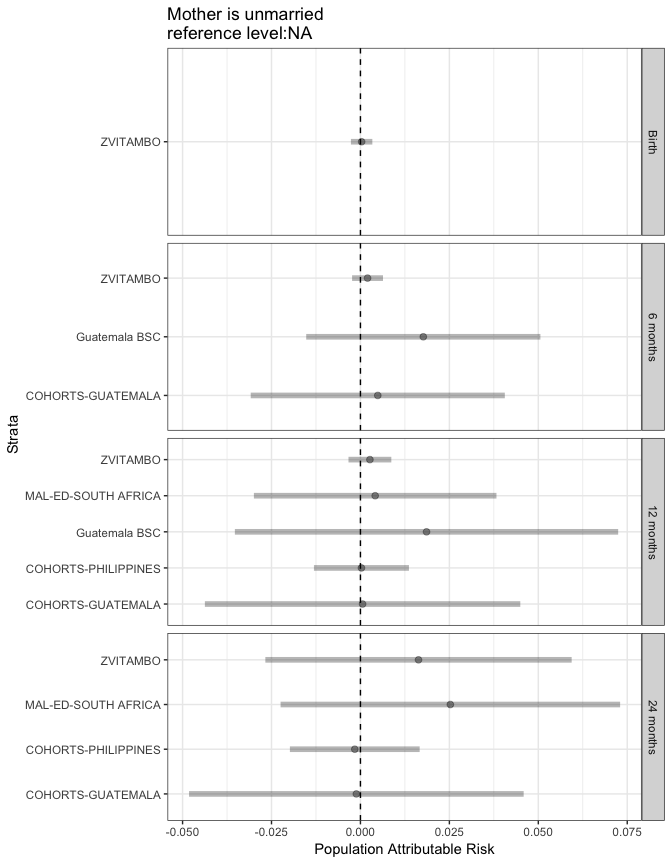 Mother is unmarried
reference level:NA
Strata
ZVITAMBO
Birth
ZVITAMBO
Guatemala BSC
COHORTS-GUATEMALA
6 months
ZVITAMBO
MAL-ED-SOUTH AFRICA
Guatemala BSC
COHORTS-PHILIPPINES
COHORTS-GUATEMALA
12 months
ZVITAMBO
MAL-ED-SOUTH AFRICA
COHORTS-PHILIPPINES
COHORTS-GUATEMALA
24 months
-0.050 -0.025 0.000 0.025 0.050 0.075
Population Attributable Risk